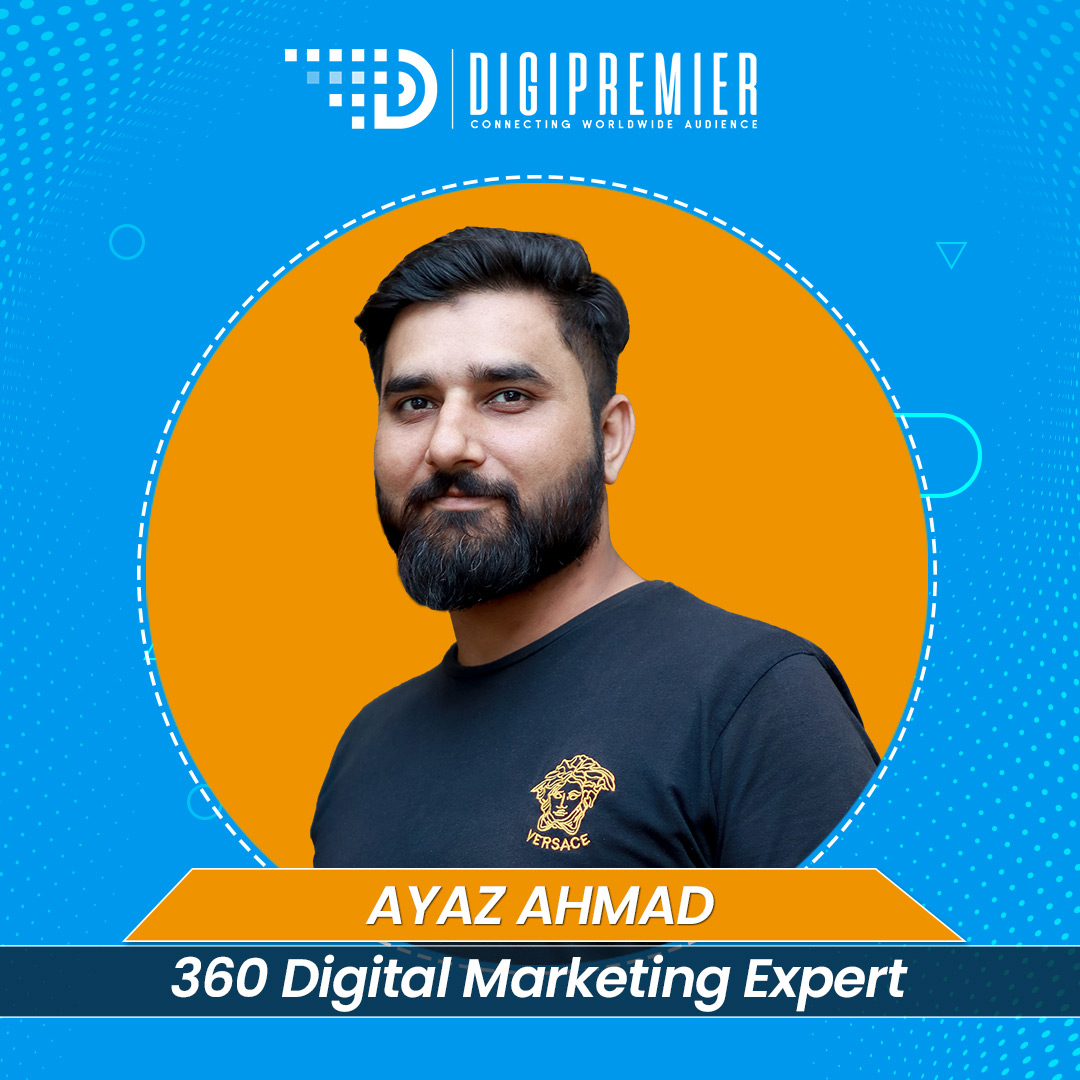 DIGIPREMIER
CONNECTING WORLDWIDE AUDIENCE
VERSACE
AYAZ AHMAD
360 Digital Marketing Expert